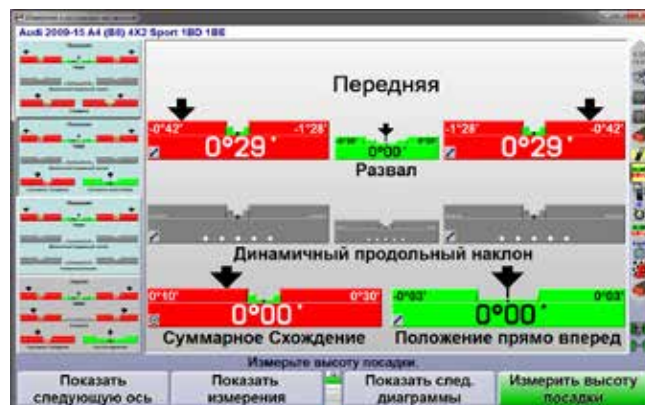 Audi 2009-15 A4 (B8) 4X2 Sport 1BD 1BE
Передняя
-0°42' -1°28' -1°28' -0°42'
0°29' 0°00' 0°29'
Развал
Динамичный продольный наклон
0°10' 0°30' -0°03' 0°03'
0°00' 0°00'
Суммарное Схождение Положение прямо вперед
Измерьте высоту посадки.
Показать следующую ось
Показать измерения
Показать след. диаграммы
Измерить высоту посадки